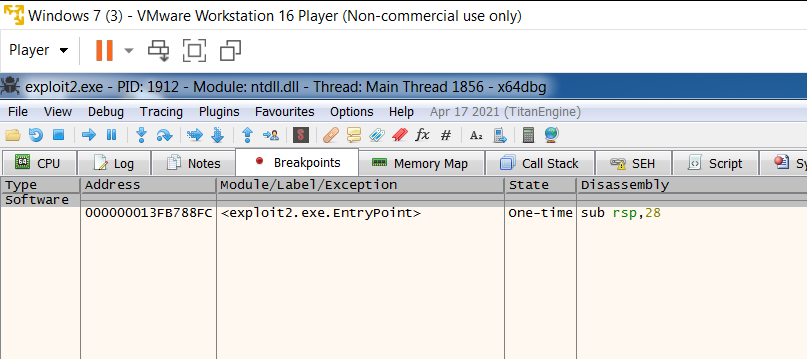 Windows 7 (3) - VMware Workstation 16 Player (Non-commercial use only)
Player
exploit2.exe - PID: 1912 - Module: ntdll.dll - Thread: Main Thread 1856 - x64dbg
File View Debug Tracing Plugins Favourites Options Help Apr 17 2021 (TitanEngine)
S fx # Az
64 CPU Log Notes Breakpoints Memory Map Call Stack SEH Script Sy
Type Address Module/Label/Exception State Disassembly
Software
000000013FB788FC <exploit2.exe.EntryPoint> One-time sub rsp,28